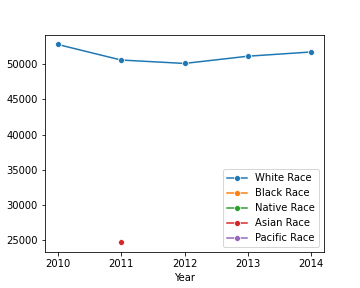 50000
45000
40000
35000
30000
25000
White Race
Black Race
Native Race
Asian Race
Pacific Race
2010 2011 2012 2013 2014
Year